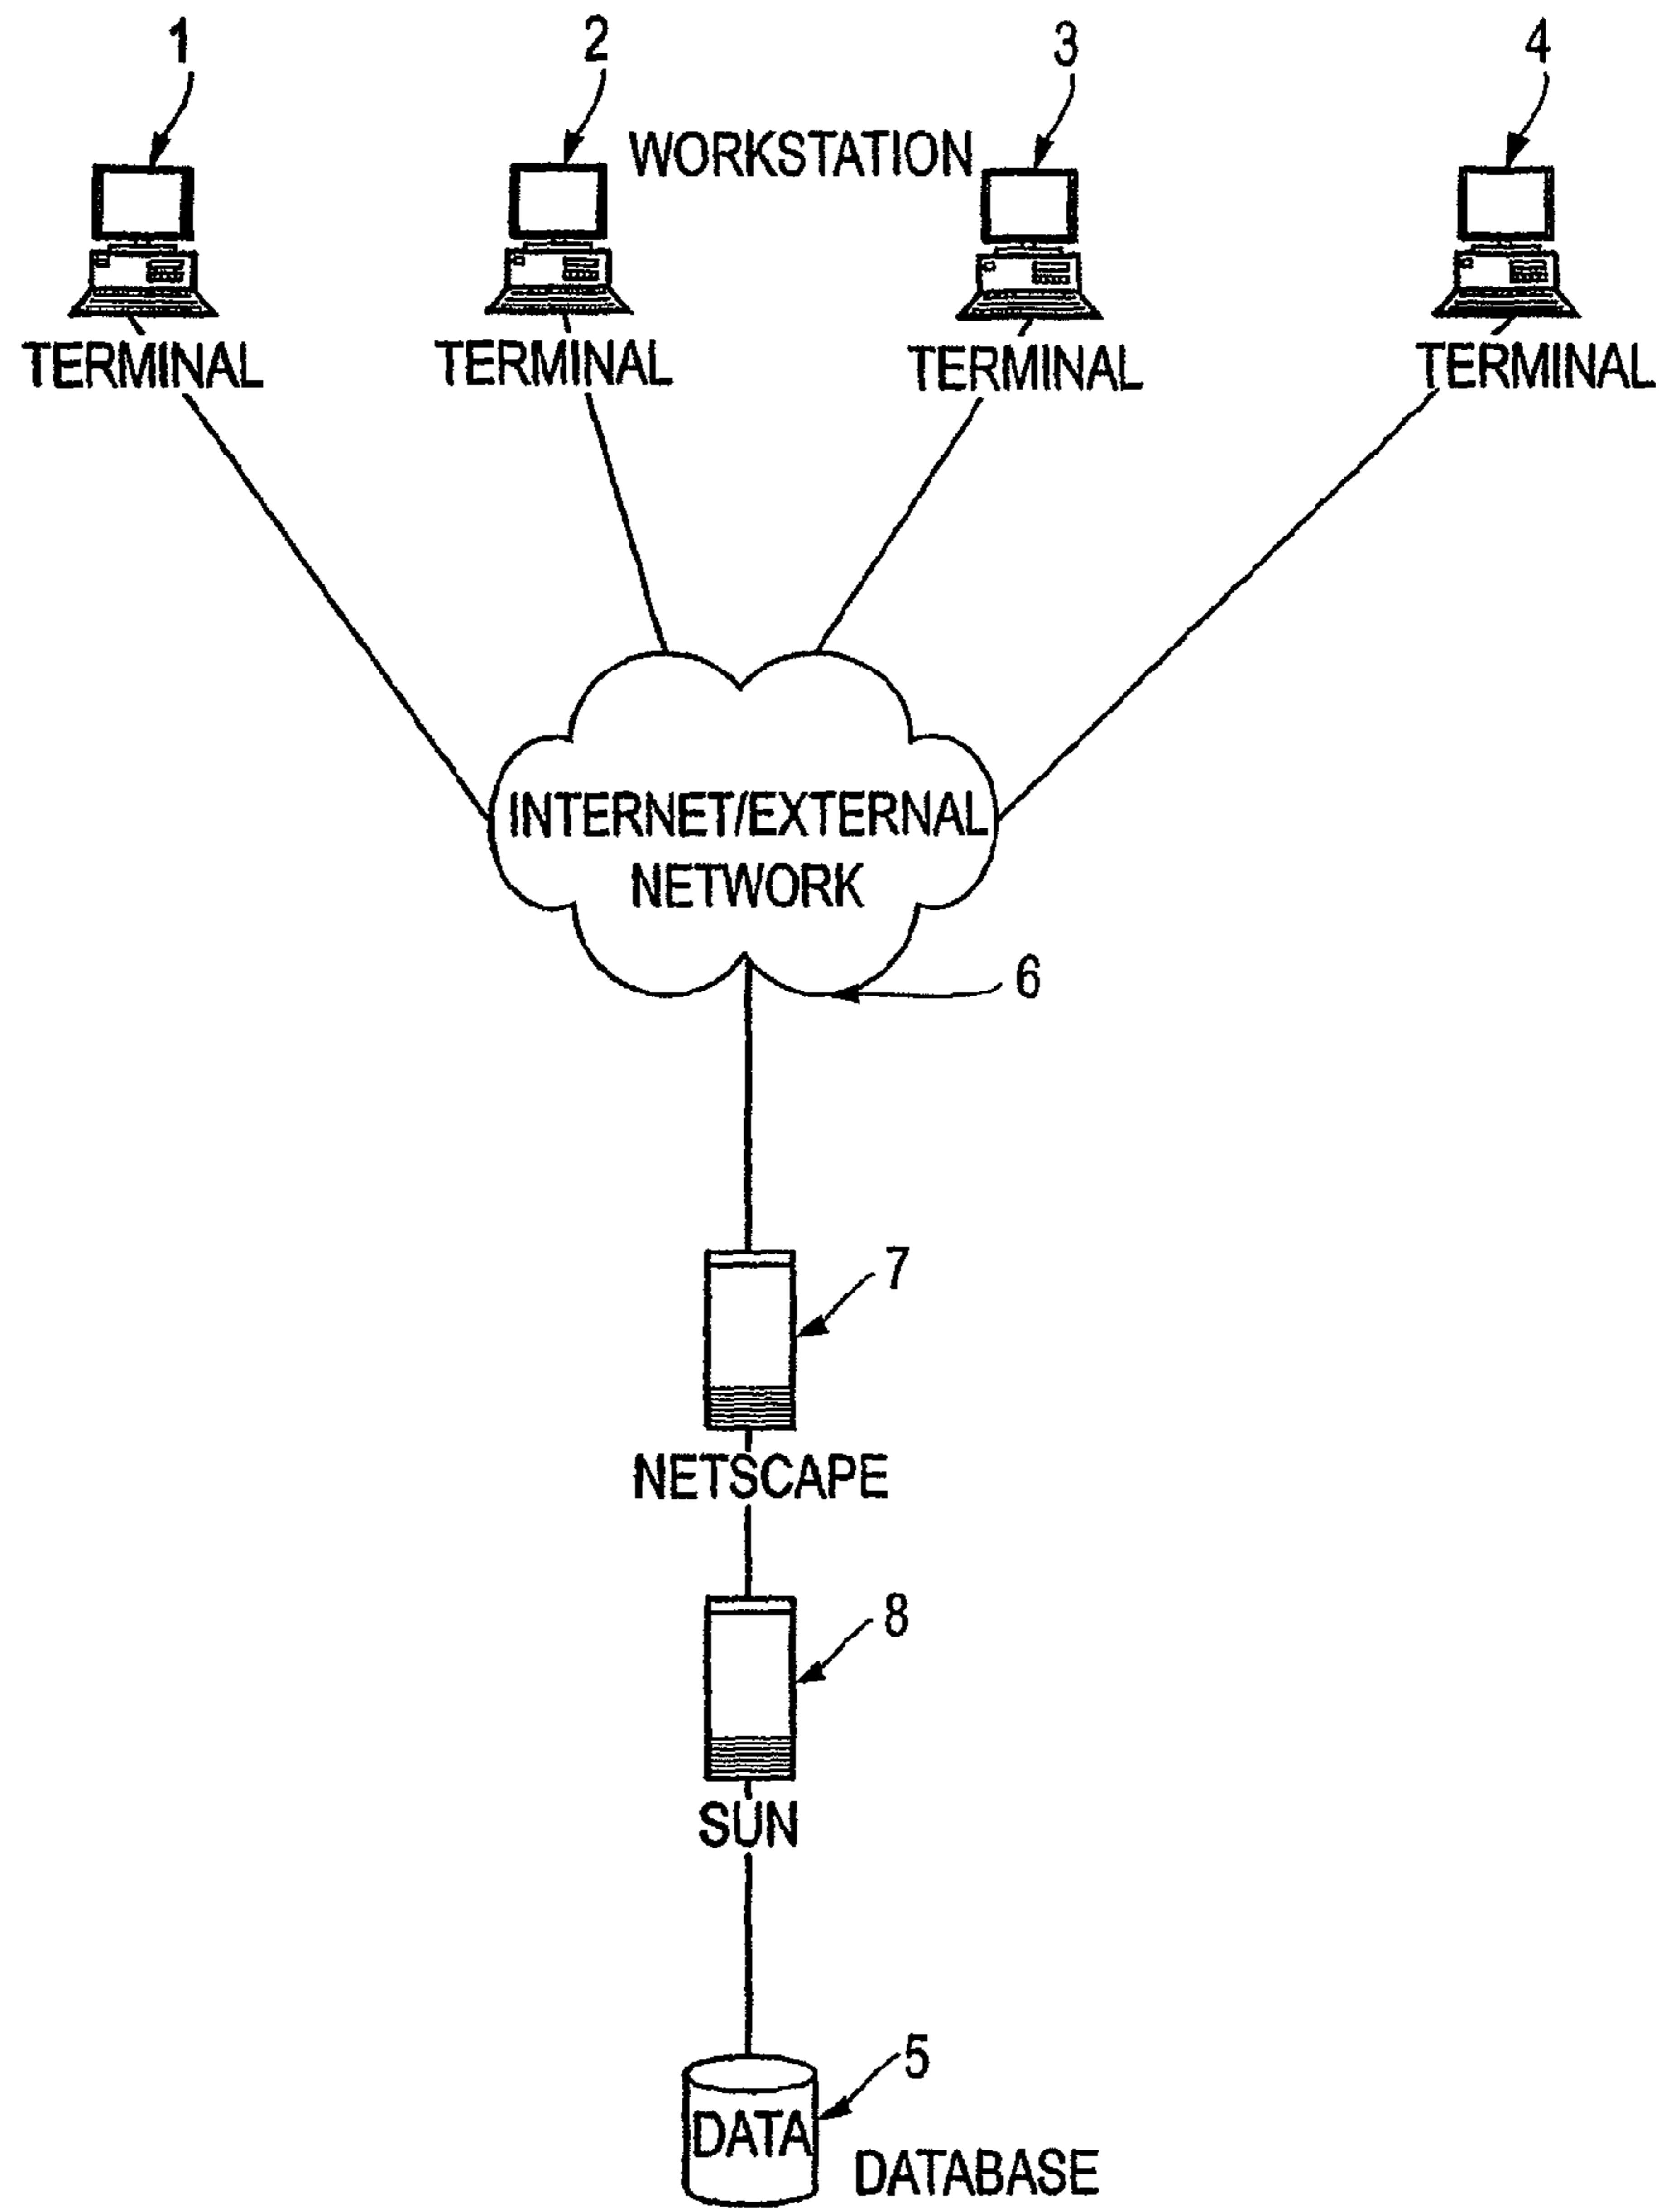 1
2
3
4
WORKSTATION
TERMINAL
TERMINAL
TERMINAL
TERMINAL
INTERNET/EXTERNAL
NETWORK
6
7
NETSCAPE
8
SUN
5
DATA
DATABASE